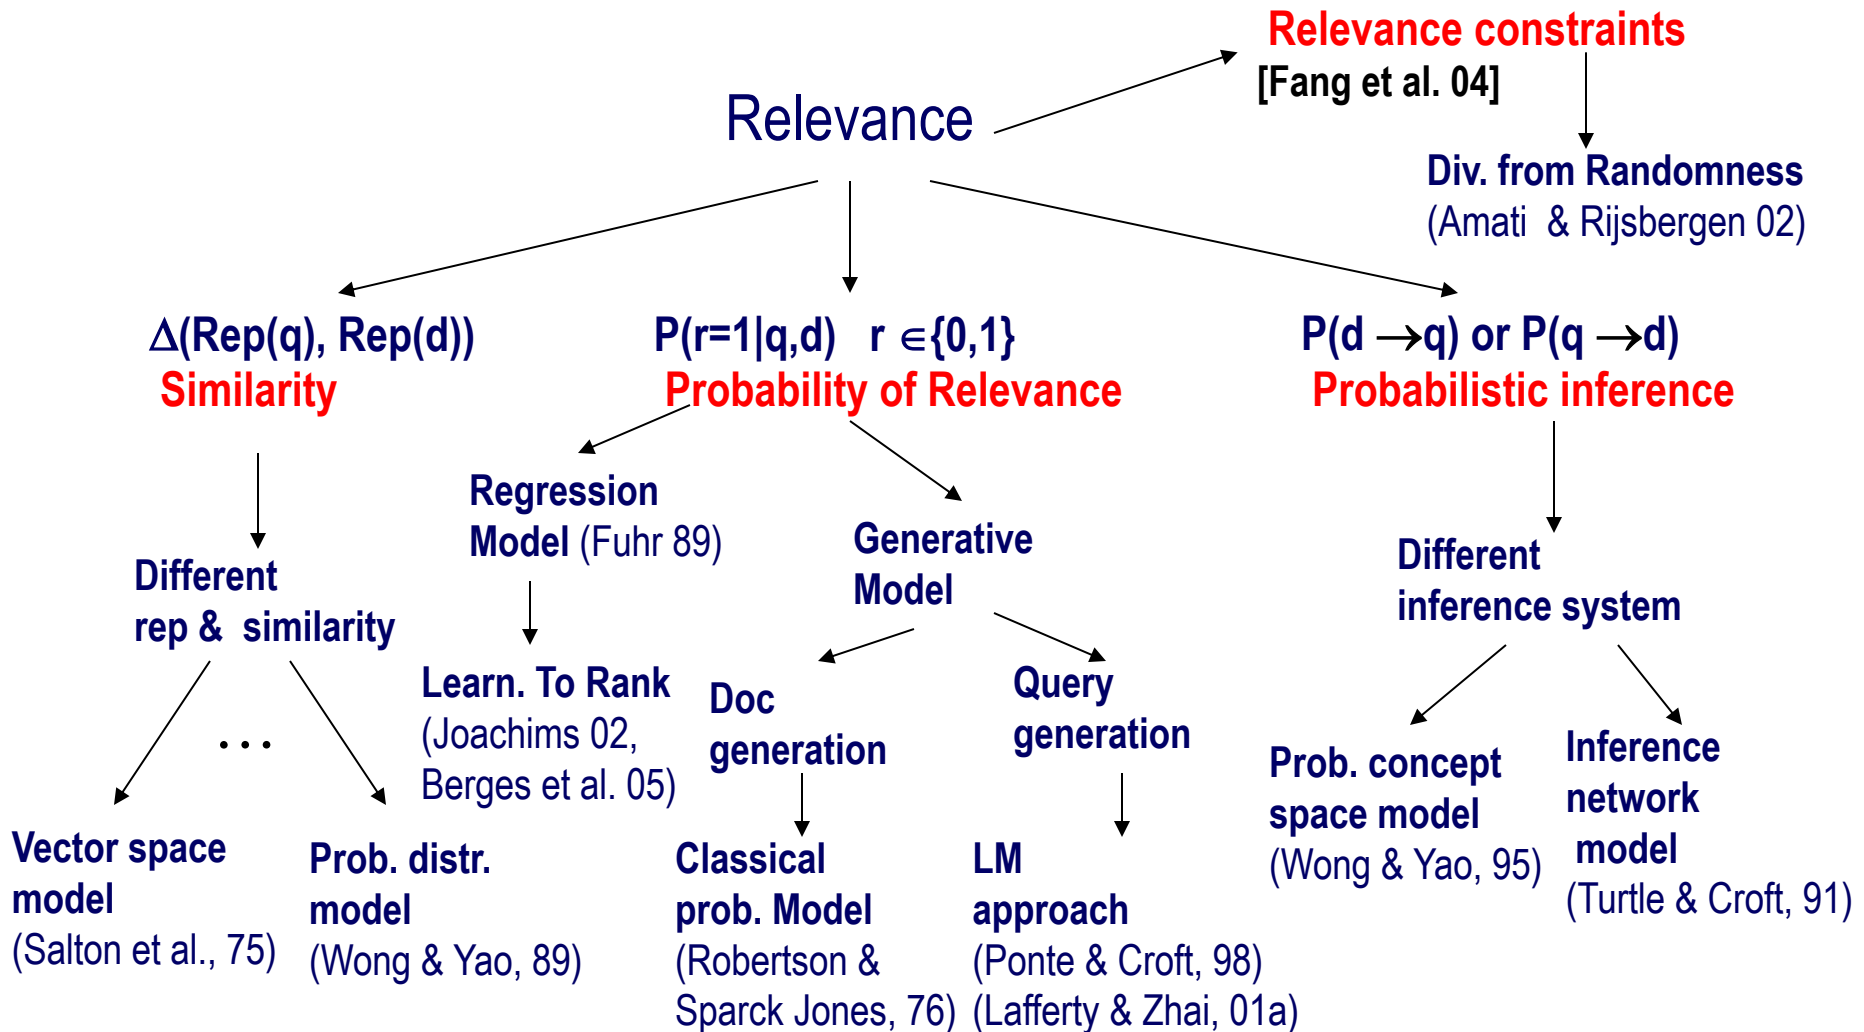 Relevance constraints
[Fang et al. 04]
Relevance
Div. from Randomness
(Amati & Rijsbergen 02)
Δ(Rep(q), Rep(d))
Similarity
P(r=1|q,d) r ∈{0,1}
Probability of Relevance
P(d →q) or P(q →d)
Probabilistic inference
Regression
Model (Fuhr 89)
Generative
Model
Different
rep & similarity
Different
inference system
Learn. To Rank
(Joachims 02,
Berges et al. 05)
Doc
generation
Query
generation
…
Prob. concept
space model
(Wong & Yao, 95)
Inference
network
model
(Turtle & Croft, 91)
Vector space
model
(Salton et al., 75)
Prob. distr.
model
(Wong & Yao, 89)
Classical
prob. Model
(Robertson &
Sparck Jones, 76)
LM
approach
(Ponte & Croft, 98)
(Lafferty & Zhai, 01a)